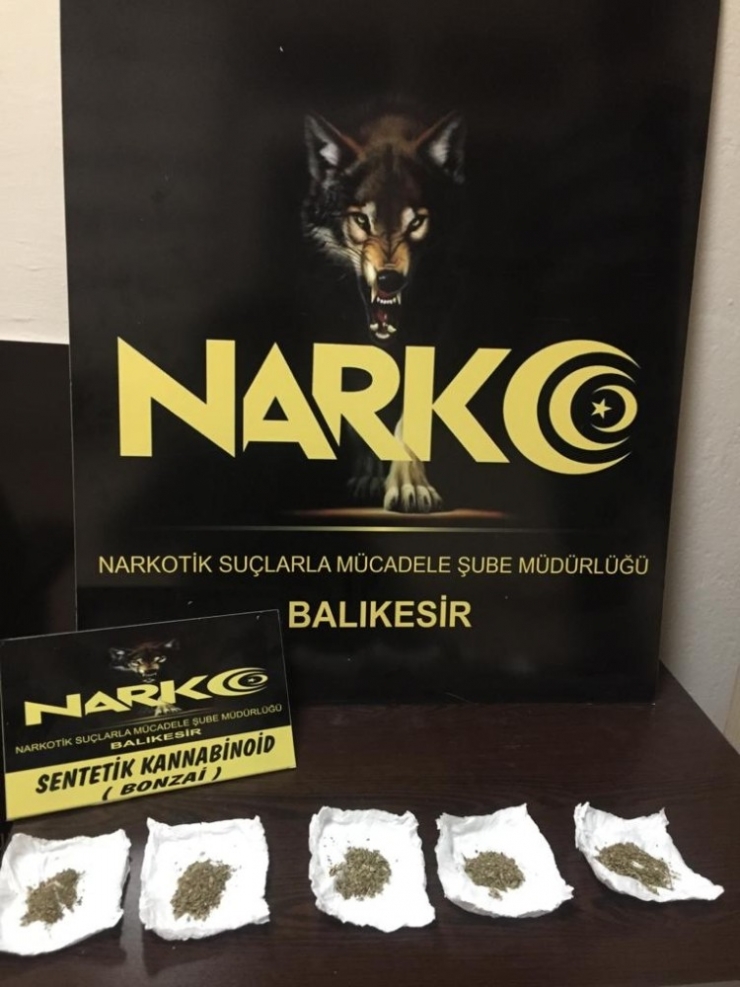 NARKO
NARKOTİK SUÇLARLA MÜCADELE ŞUBE MÜDÜRLÜĞÜ
BALIKESİR
NARKO
NARKOTİK SUÇLARLA MÜCADELE ŞUBE MÜDÜRLÜĞÜ
BALIKESİR
SENTETİK KANNABİNOİD
( BONZAİ )